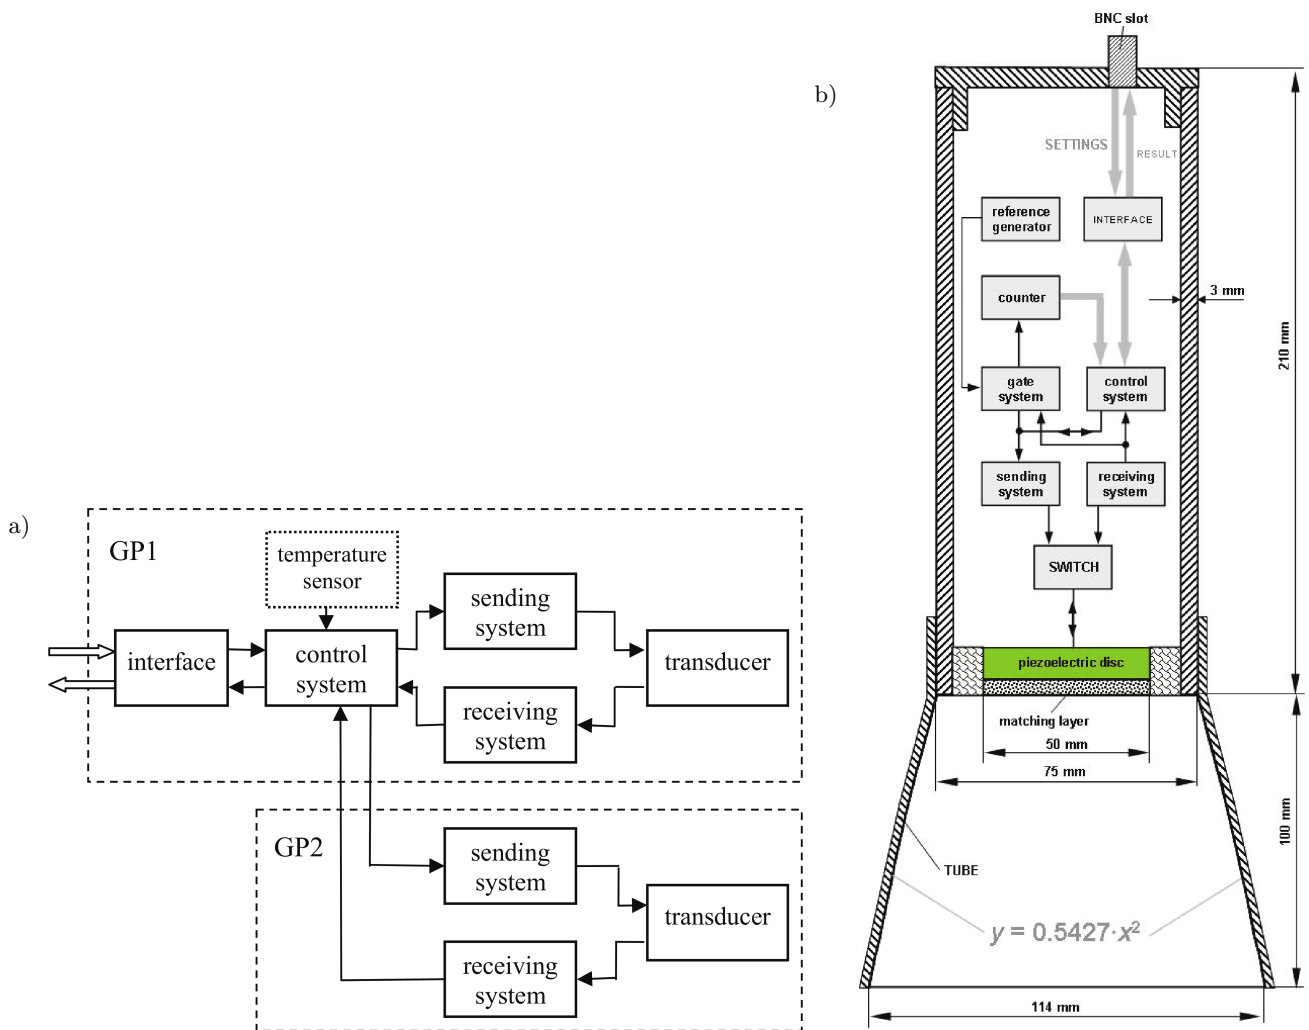 a)
GP1
temperature
sensor
interface
control
system
sending
system
receiving
system
transducer
GP2
sending
system
receiving
system
transducer
b)
BNC slot
SETTINGS
RESULT
reference
generator
INTERFACE
counter
3 mm
210 mm
gate
system
control
system
sending
system
receiving
system
SWITCH
piezoelectric disc
matching layer
50 mm
75 mm
100 mm
TUBE
y = 0.5427·x²
114 mm